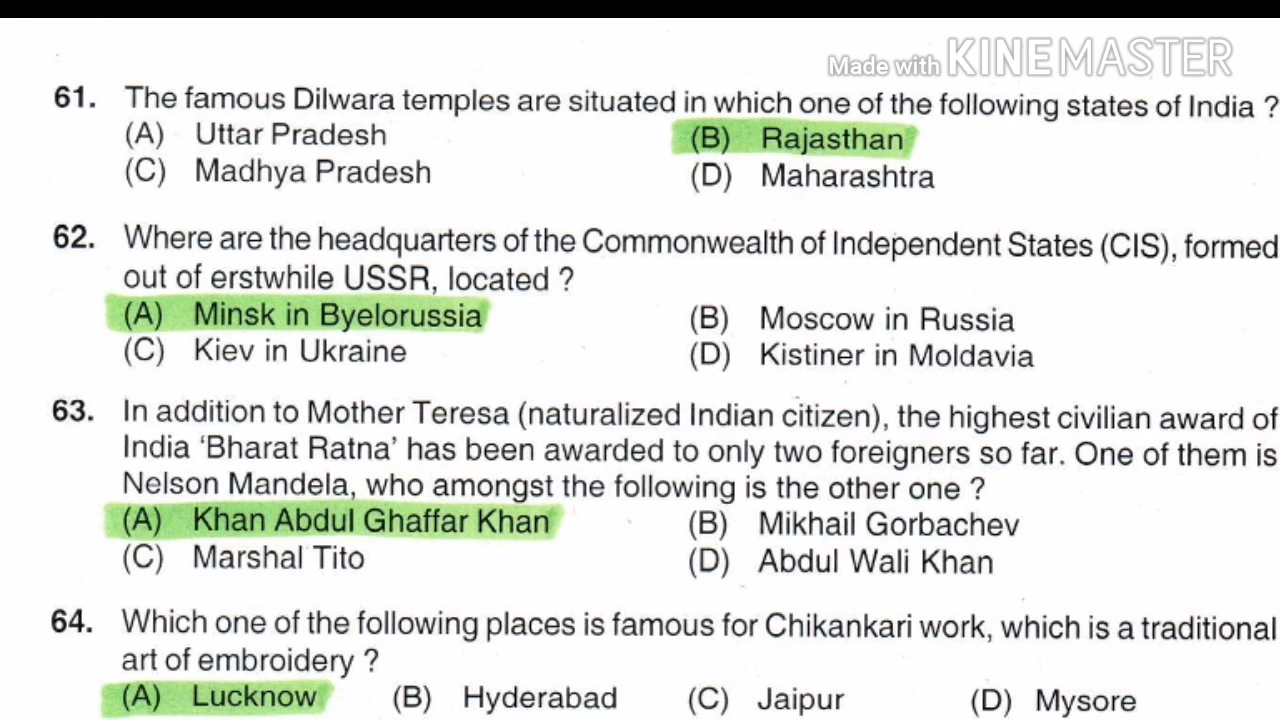 Made with KINEMASTER
61. The famous Dilwara temples are situated in which one of the following states of India ?
(A) Uttar Pradesh (B) Rajasthan
(C) Madhya Pradesh (D) Maharashtra
62. Where are the headquarters of the Commonwealth of Independent States (CIS), formed
out of erstwhile USSR, located ?
(A) Minsk in Byelorussia (B) Moscow in Russia
(C) Kiev in Ukraine (D) Kistiner in Moldavia
63. In addition to Mother Teresa (naturalized Indian citizen), the highest civilian award of
India ‘Bharat Ratna’ has been awarded to only two foreigners so far. One of them is
Nelson Mandela, who amongst the following is the other one ?
(A) Khan Abdul Ghaffar Khan (B) Mikhail Gorbachev
(C) Marshal Tito (D) Abdul Wali Khan
64. Which one of the following places is famous for Chikankari work, which is a traditional
art of embroidery ?
(A) Lucknow (B) Hyderabad (C) Jaipur (D) Mysore